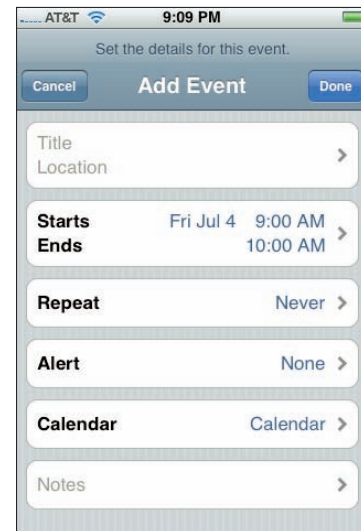 AT&T 9:09 PM
Set the details for this event.
Cancel Add Event Done
Title
Location
Starts Fri Jul 4 9:00 AM
Ends 10:00 AM
Repeat Never
Alert None
Calendar Calendar
Notes